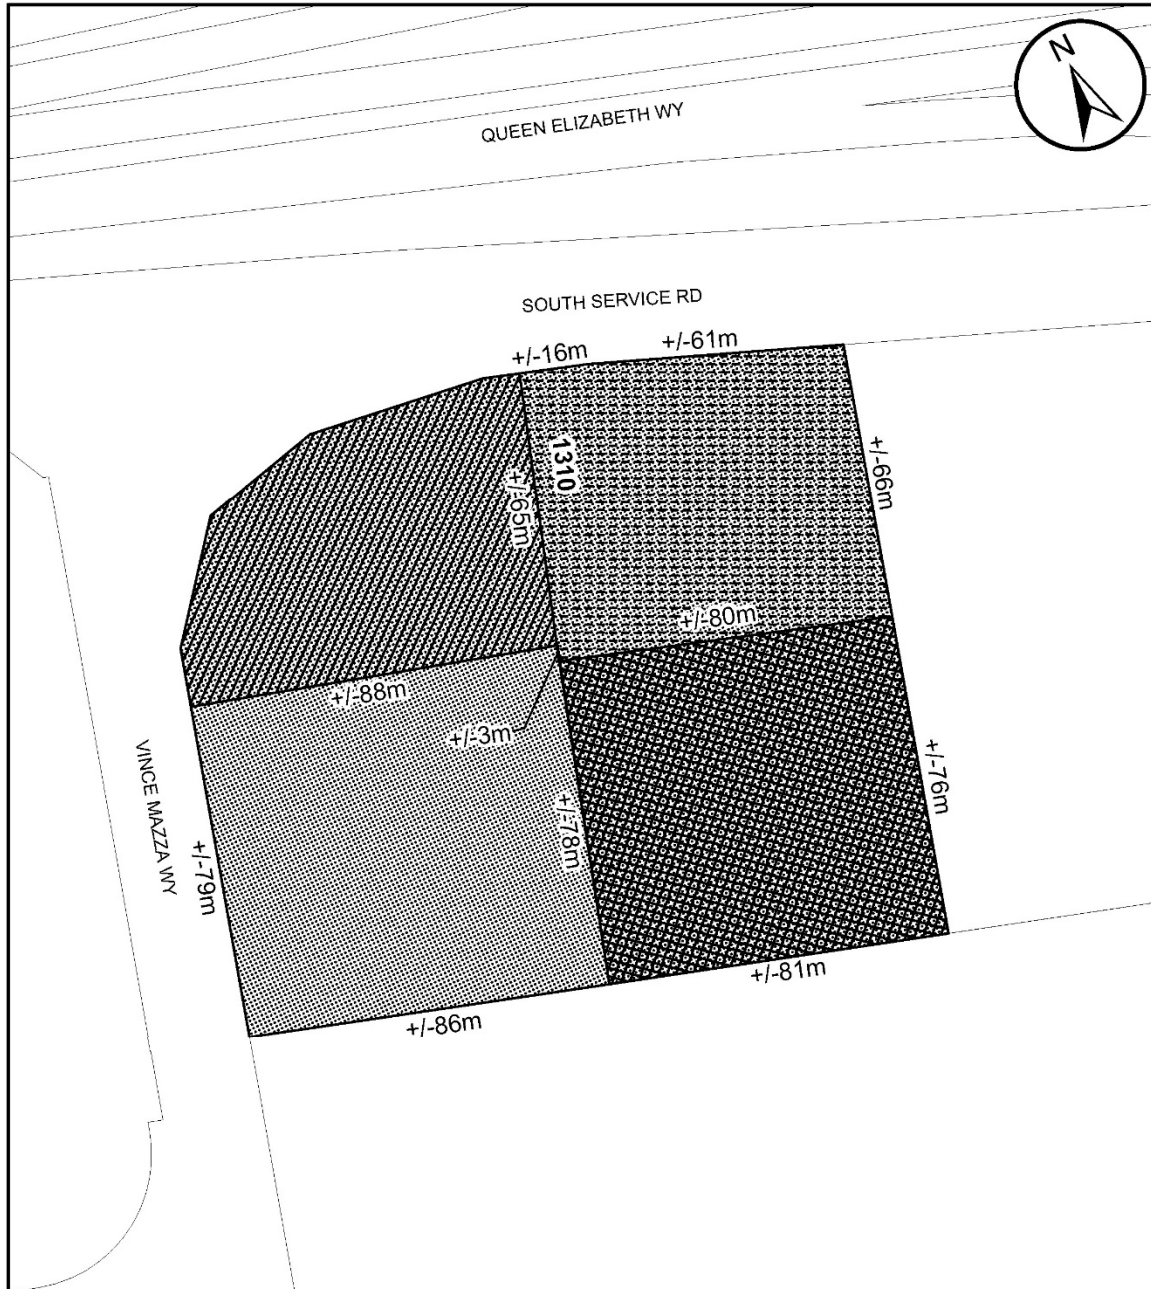 N
QUEEN ELIZABETH WY
SOUTH SERVICE RD
+/-16m
+/-61m
1310
+/-65m
+/-66m
+/-80m
+/-88m
+/-3m
VINCE MAZZA WY
+/-79m
+/-78m
+/-76m
+/-86m
+/-81m